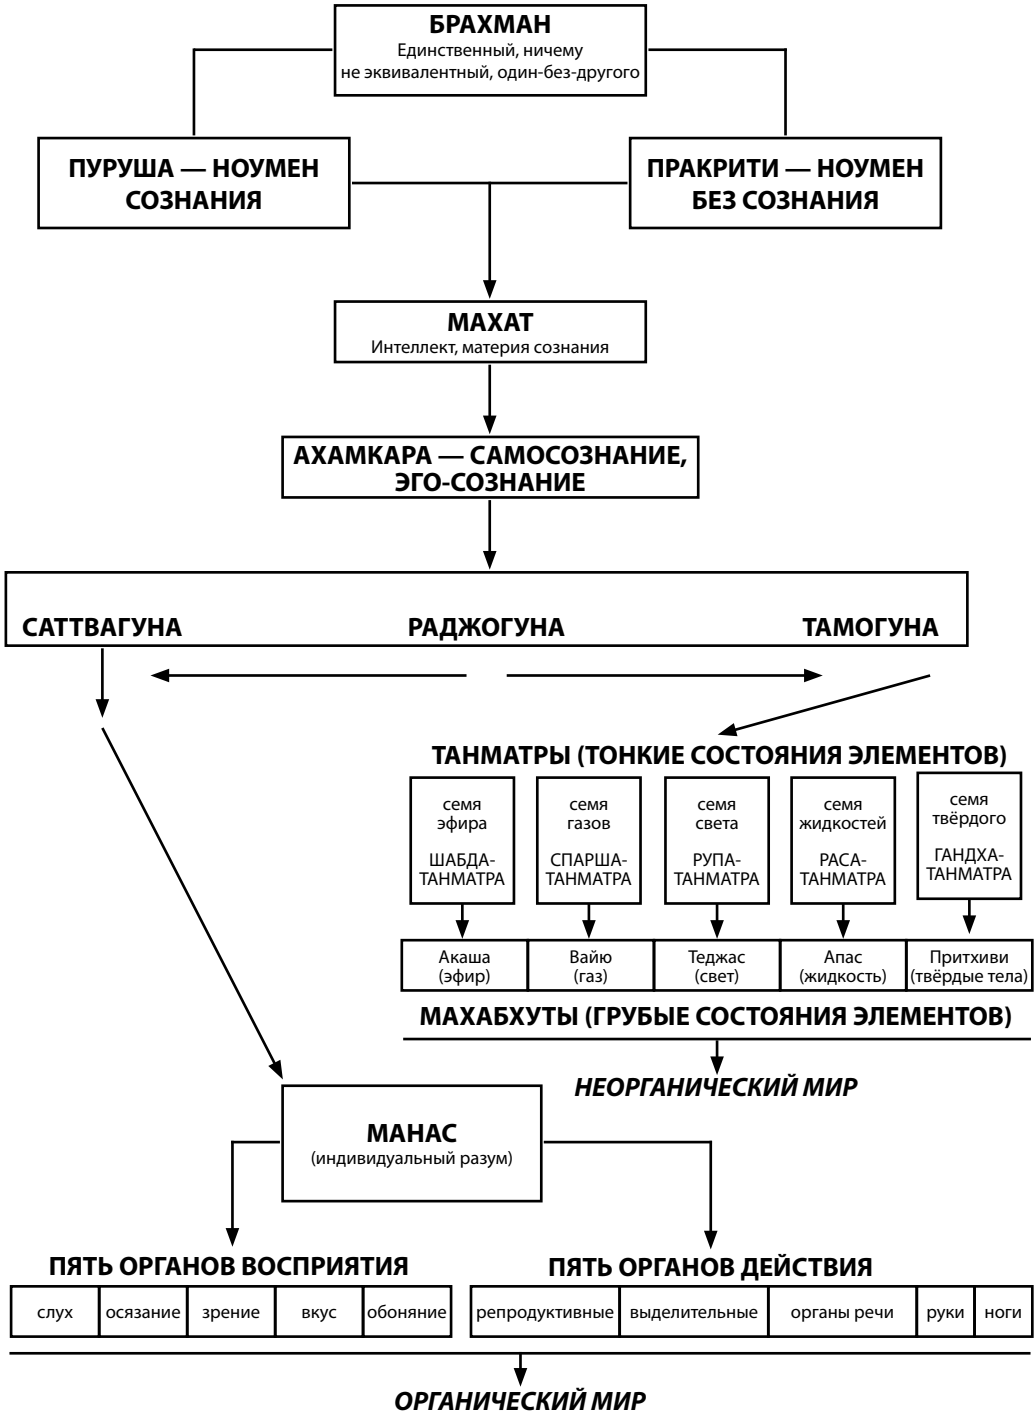 БРАХМАН
Единственный, ничему
не эквивалентный, один-без-другого
ПУРУША — НОУМЕН
СОЗНАНИЯ
ПРАКРИТИ — НОУМЕН
БЕЗ СОЗНАНИЯ
МАХАТ
Интеллект, материя сознания
АХАМКАРА — САМОСОЗНАНИЕ,
ЭГО-СОЗНАНИЕ
САТТВАГУНА РАДЖОГУНА ТАМОГУНА
ТАНМАТРЫ (ТОНКИЕ СОСТОЯНИЯ ЭЛЕМЕНТОВ)
семя
эфира
ШАБДА-
ТАНМАТРА
семя
газов
СПАРША-
ТАНМАТРА
семя
света
РУПА-
ТАНМАТРА
семя
жидкостей
РАСА-
ТАНМАТРА
семя
твёрдого
ГАНДХА-
ТАНМАТРА
Акаша
(эфир)
Вайю
(газ)
Теджас
(свет)
Апас
(жидкость)
Притхиви
(твёрдые тела)
МАХАБХУТЫ (ГРУБЫЕ СОСТОЯНИЯ ЭЛЕМЕНТОВ)
НЕОРГАНИЧЕСКИЙ МИР
МАНАС
(индивидуальный разум)
ПЯТЬ ОРГАНОВ ВОСПРИЯТИЯ
слух осязание зрение вкус обоняние
ПЯТЬ ОРГАНОВ ДЕЙСТВИЯ
репродуктивные выделительные органы речи руки ноги
ОРГАНИЧЕСКИЙ МИР